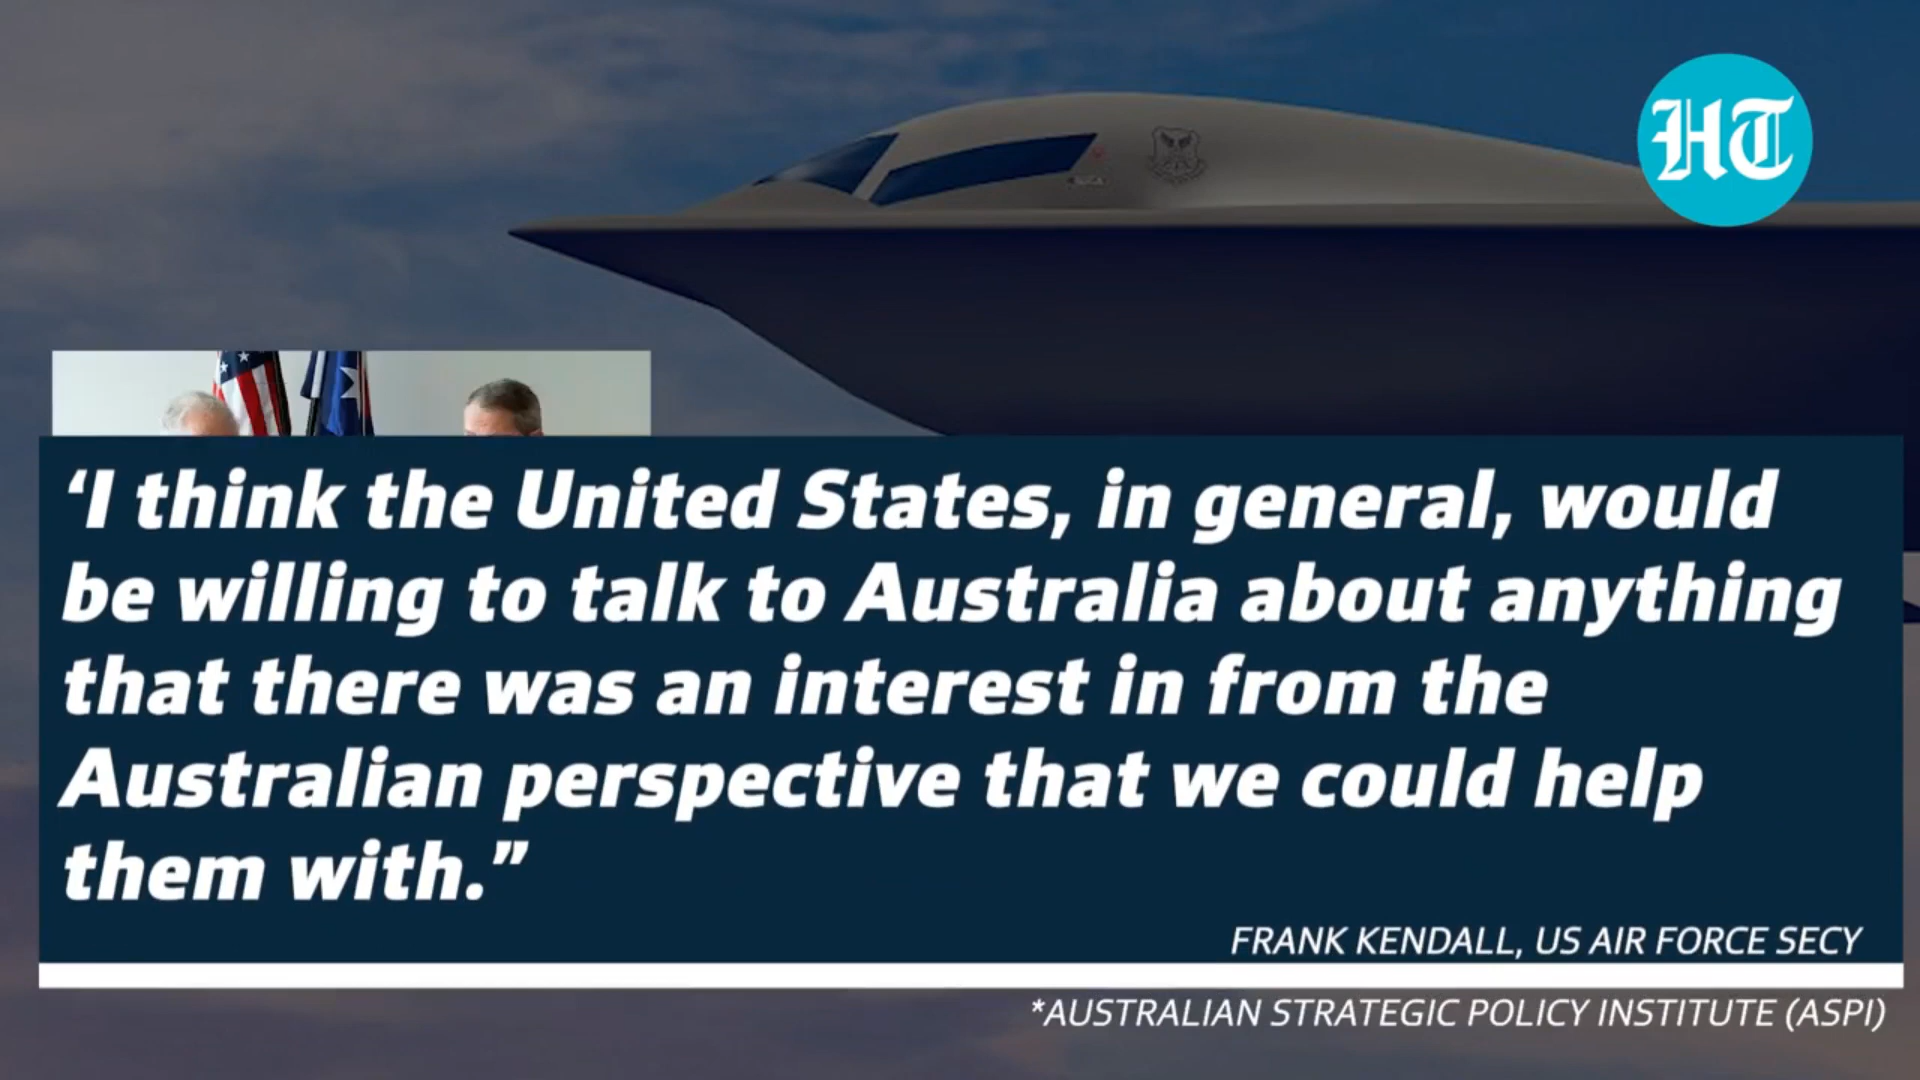 HT
‘I think the United States, in general, would
be willing to talk to Australia about anything
that there was an interest in from the
Australian perspective that we could help
them with.”
FRANK KENDALL, US AIR FORCE SECY
*AUSTRALIAN STRATEGIC POLICY INSTITUTE (ASPI)